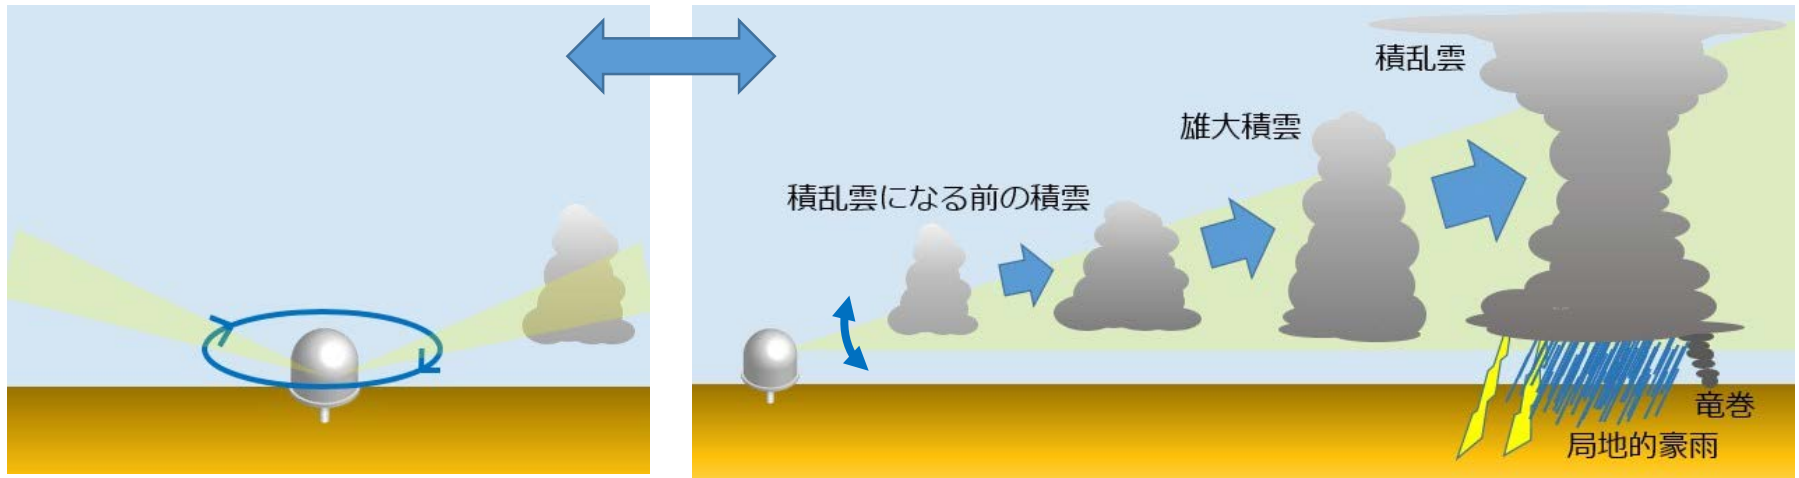 積乱雲
雄大積雲
積乱雲になる前の積雲
竜巻
局地的豪雨